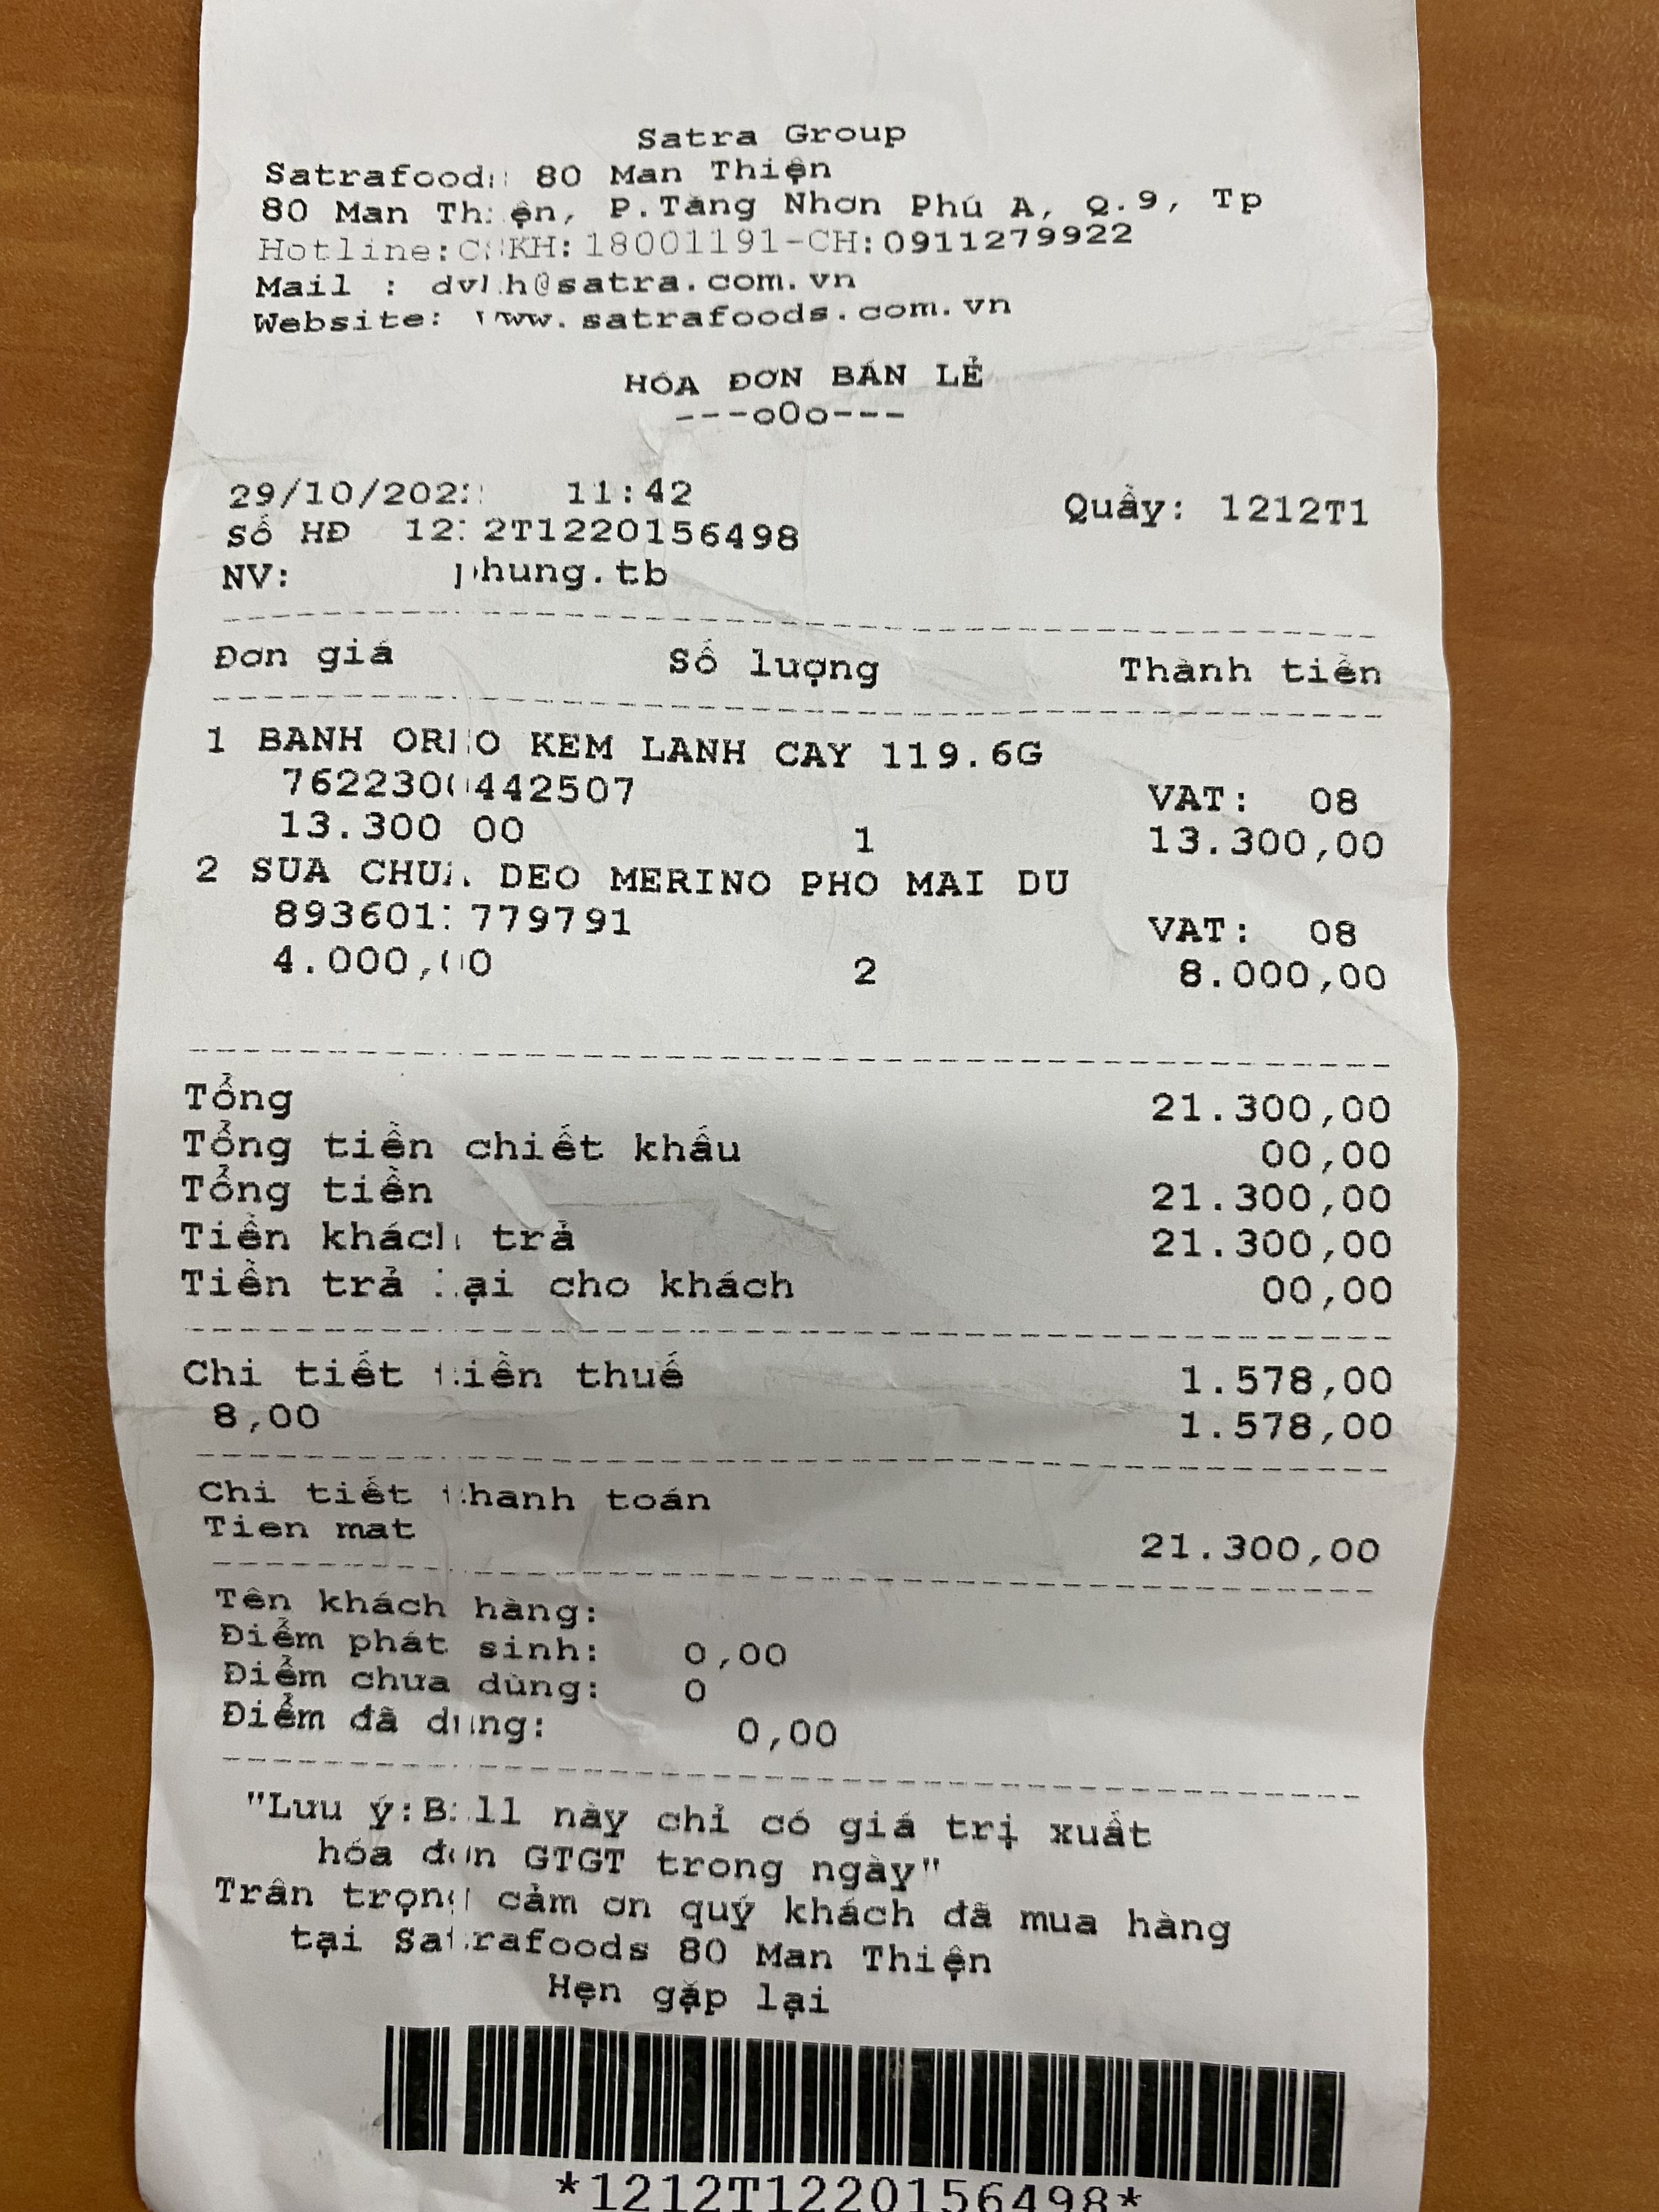 Satra Group
Satrafoods 80 Man Thiện
80 Man Thiện, P.Tăng Nhơn Phú A, Q.9, Tp
Hotline:CSKH:18001191-CH:0911279922
Mail : dvkh@satra.com.vn
Website: www.satrafoods.com.vn
HÓA ĐƠN BÁN LẺ
---oOo---
29/10/2022 11:42 Quầy: 1212T1
Số HĐ 1212T1220156498
NV: phung.tb
Đơn giá Số lượng Thành tiền
1 BANH OREO KEM LANH CAY 119.6G
7622300442507 VAT: 08
13.300 00 1 13.300,00
2 SUA CHUA DEO MERINO PHO MAI DU
VAT: 08
4.000,00 2 8.000,00
Tổng 21.300,00
Tổng tiền chiết khấu 00,00
Tổng tiền 21.300,00
Tiền khách trả 21.300,00
Tiền trả lại cho khách 00,00
Chi tiết tiền thuế 1.578,00
8,00 1.578,00
Chi tiết thanh toán
Tien mat 21.300,00
Tên khách hàng:
Điểm phát sinh: 0,00
Điểm chưa dùng: 0
Điểm đã dùng: 0,00
"Lưu ý:Bill này chỉ có giá trị xuất
hóa đơn GTGT trong ngày"
Trân trọng cảm ơn quý khách đã mua hàng
tại Satrafoods 80 Man Thiện
Hẹn gặp lại
*1212T1220156498*